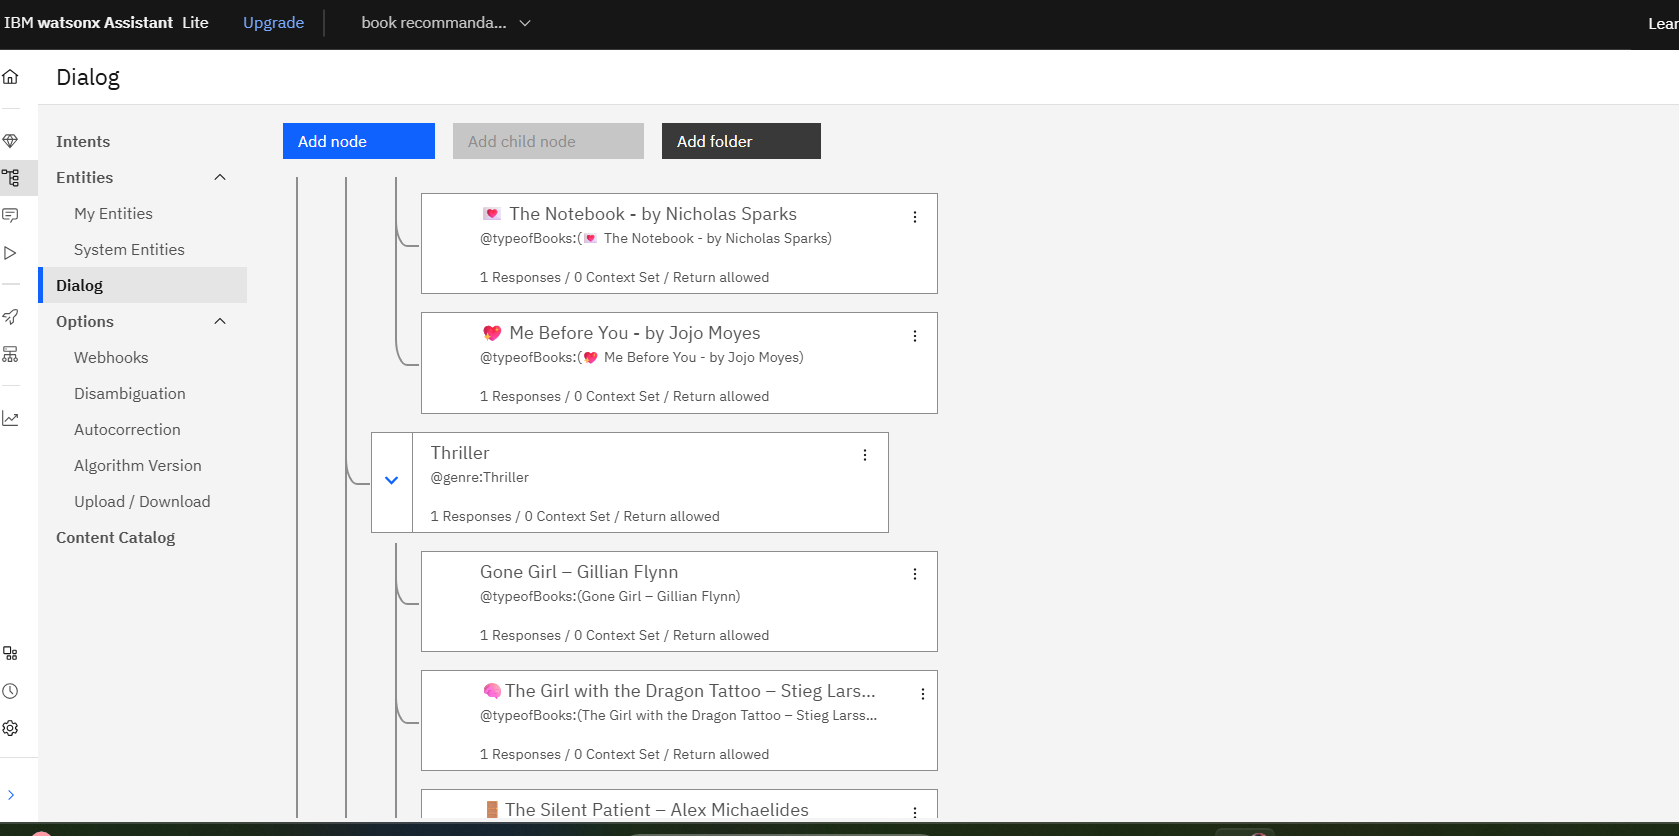 IBM watsonx Assistant Lite Upgrade book recommanda... Lear
Dialog
Intents
Entities
My Entities
System Entities
Dialog
Options
Webhooks
Disambiguation
Autocorrection
Algorithm Version
Upload / Download
Content Catalog
Add node Add child node Add folder
💌 The Notebook - by Nicholas Sparks
@typeofBooks:(💌 The Notebook - by Nicholas Sparks)
1 Responses / 0 Context Set / Return allowed
💖 Me Before You - by Jojo Moyes
@typeofBooks:(💖 Me Before You - by Jojo Moyes)
1 Responses / 0 Context Set / Return allowed
Thriller
@genre:Thriller
1 Responses / 0 Context Set / Return allowed
Gone Girl – Gillian Flynn
@typeofBooks:(Gone Girl – Gillian Flynn)
1 Responses / 0 Context Set / Return allowed
🧠The Girl with the Dragon Tattoo – Stieg Lars...
@typeofBooks:(The Girl with the Dragon Tattoo – Stieg Larss...
1 Responses / 0 Context Set / Return allowed
🚪The Silent Patient – Alex Michaelides